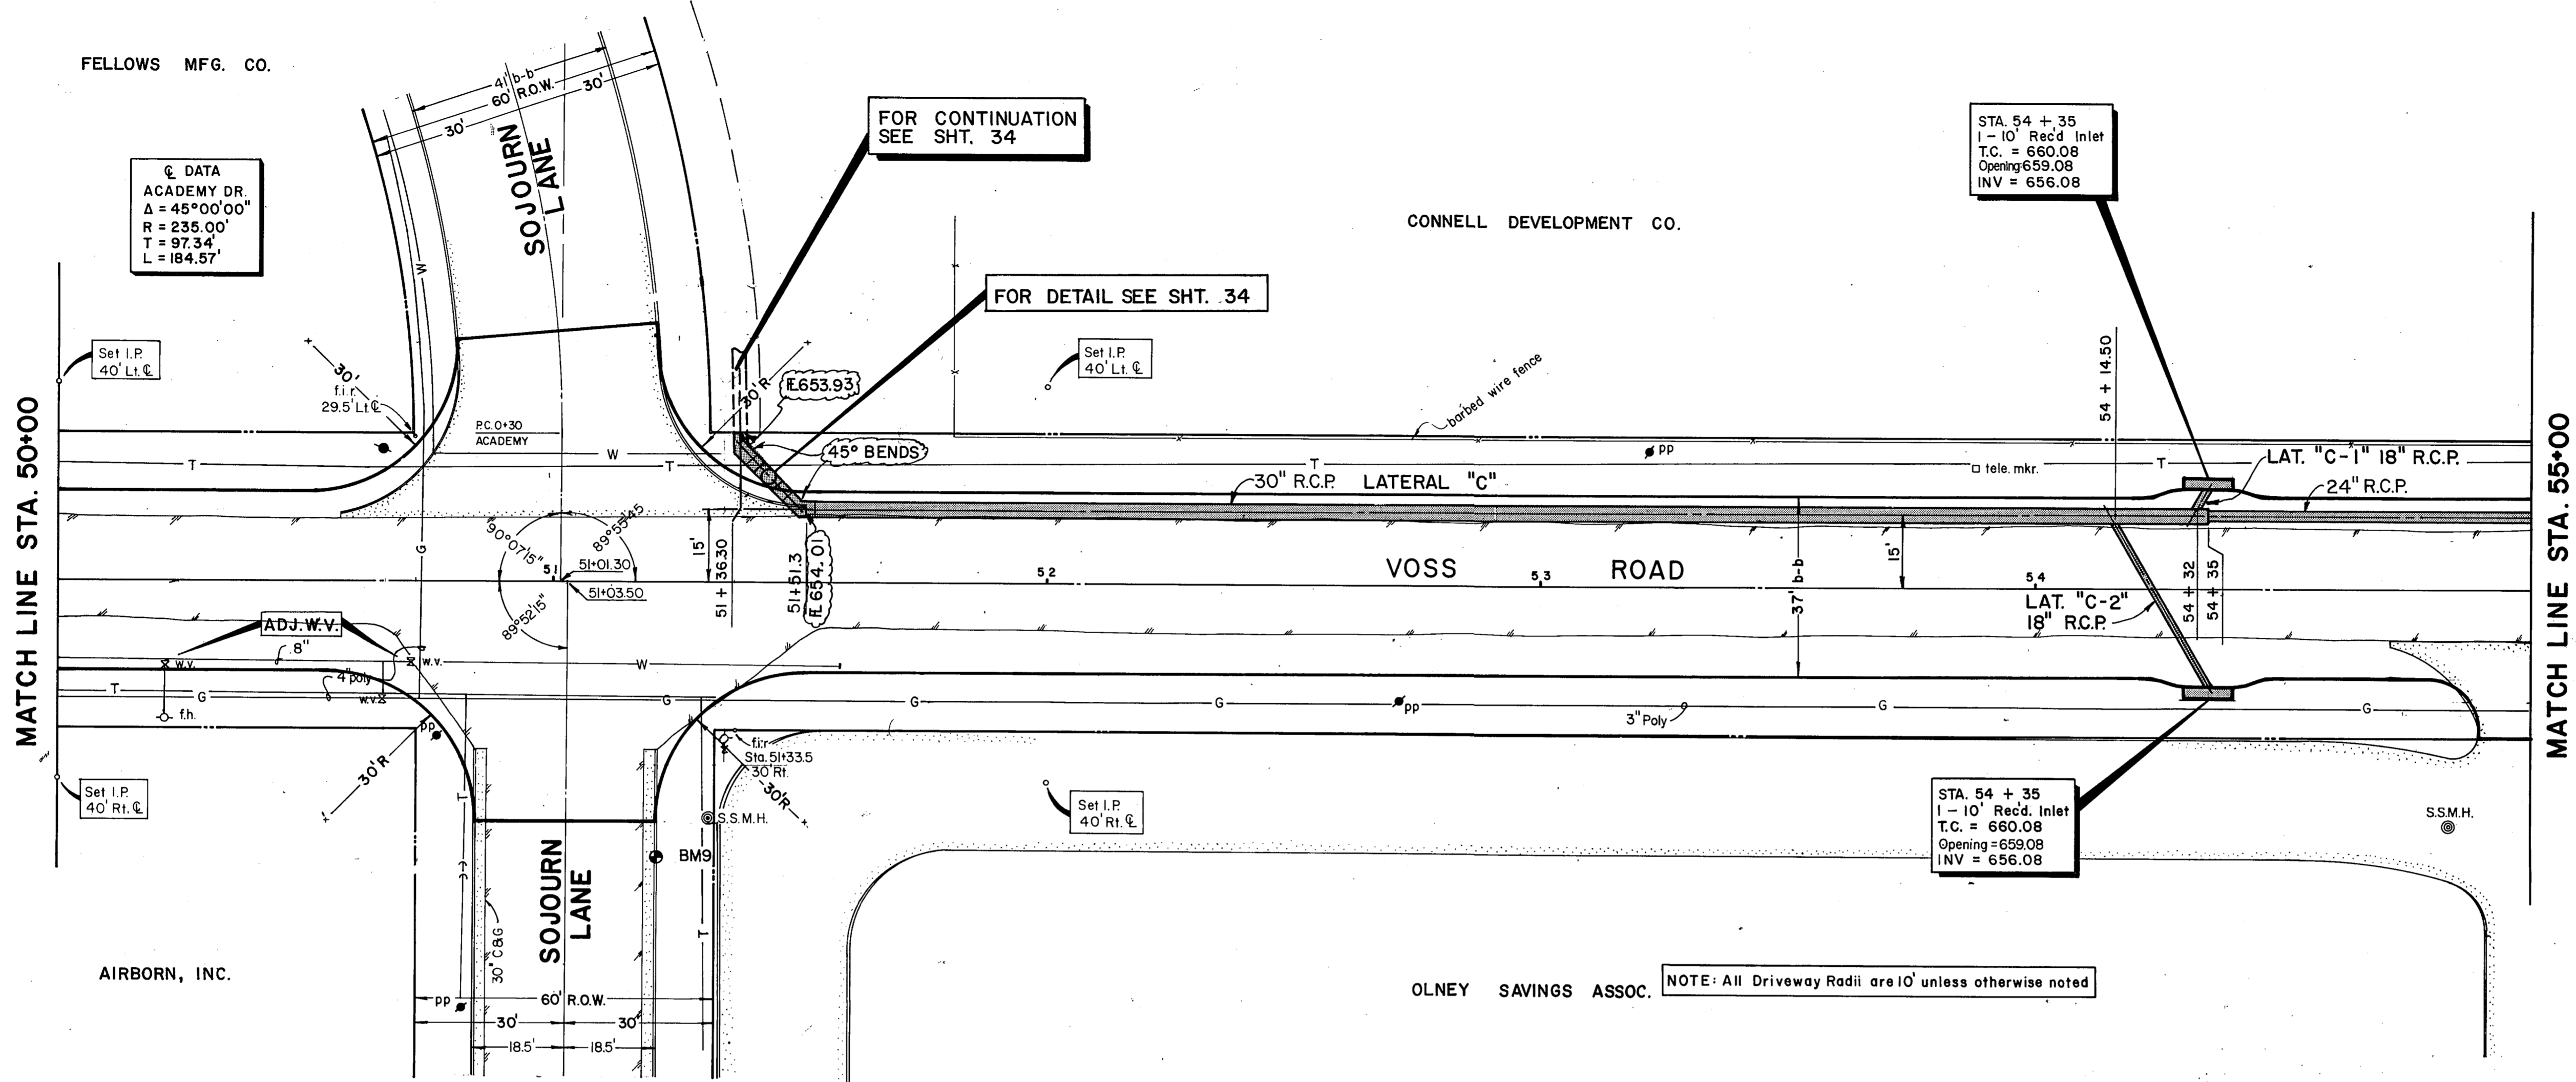 FELLOWS MFG. CO.
℄ DATA
ACADEMY DR.
Δ = 45°00'00"
R = 235.00'
T = 97.34'
L = 184.57'
41' b-b
60' R.O.W.
30'
30'
SOJOURN
LANE
FOR CONTINUATION
SEE SHT. 34
FOR DETAIL SEE SHT. 34
CONNELL DEVELOPMENT CO.
STA. 54 + 35
1 – 10' Rec'd Inlet
T.C. = 660.08
Opening=659.08
INV = 656.08
MATCH LINE STA. 50+00
MATCH LINE STA. 55+00
Set I.P.
40' Lt. ℄
30'
f.i.r.
29.5' Lt. ℄
W
P.C. 0+30
ACADEMY
30' R
FL 653.93
45° BENDS
Set I.P.
40' Lt. ℄
barbed wire fence
54 + 14.50
pp
T
W
T
T
tele. mkr.
T
LAT. "C-1" 18" R.C.P.
24" R.C.P.
30" R.C.P. LATERAL "C"
G
90°07'15"
89°55'45
89°52'15"
51
51+01.30
51+03.50
15'
51 + 36.30
51+51.3
FL 654.01
52
VOSS ROAD
53
37' b-b
15'
54
LAT. "C-2"
18" R.C.P.
54 + 32
54 + 35
ADJ. W.V.
8"
W.V.
W.V.
W
4" poly
W.V.
T
G
f.h.
G
G
G
pp
3" Poly
G
G
pp
30'R
f.i.r
Sta. 51+33.5
30' Rt.
30'R
S.S.M.H.
BM9
Set I.P.
40' Rt. ℄
Set I.P.
40' Rt. ℄
STA. 54 + 35
1 – 10' Rec'd. Inlet
T.C. = 660.08
Opening = 659.08
INV = 656.08
S.S.M.H.
T
T
30" C&G
SOJOURN
LANE
AIRBORN, INC.
pp
60' R.O.W.
30'
30'
18.5'
18.5'
OLNEY SAVINGS ASSOC.
NOTE: All Driveway Radii are 10' unless otherwise noted